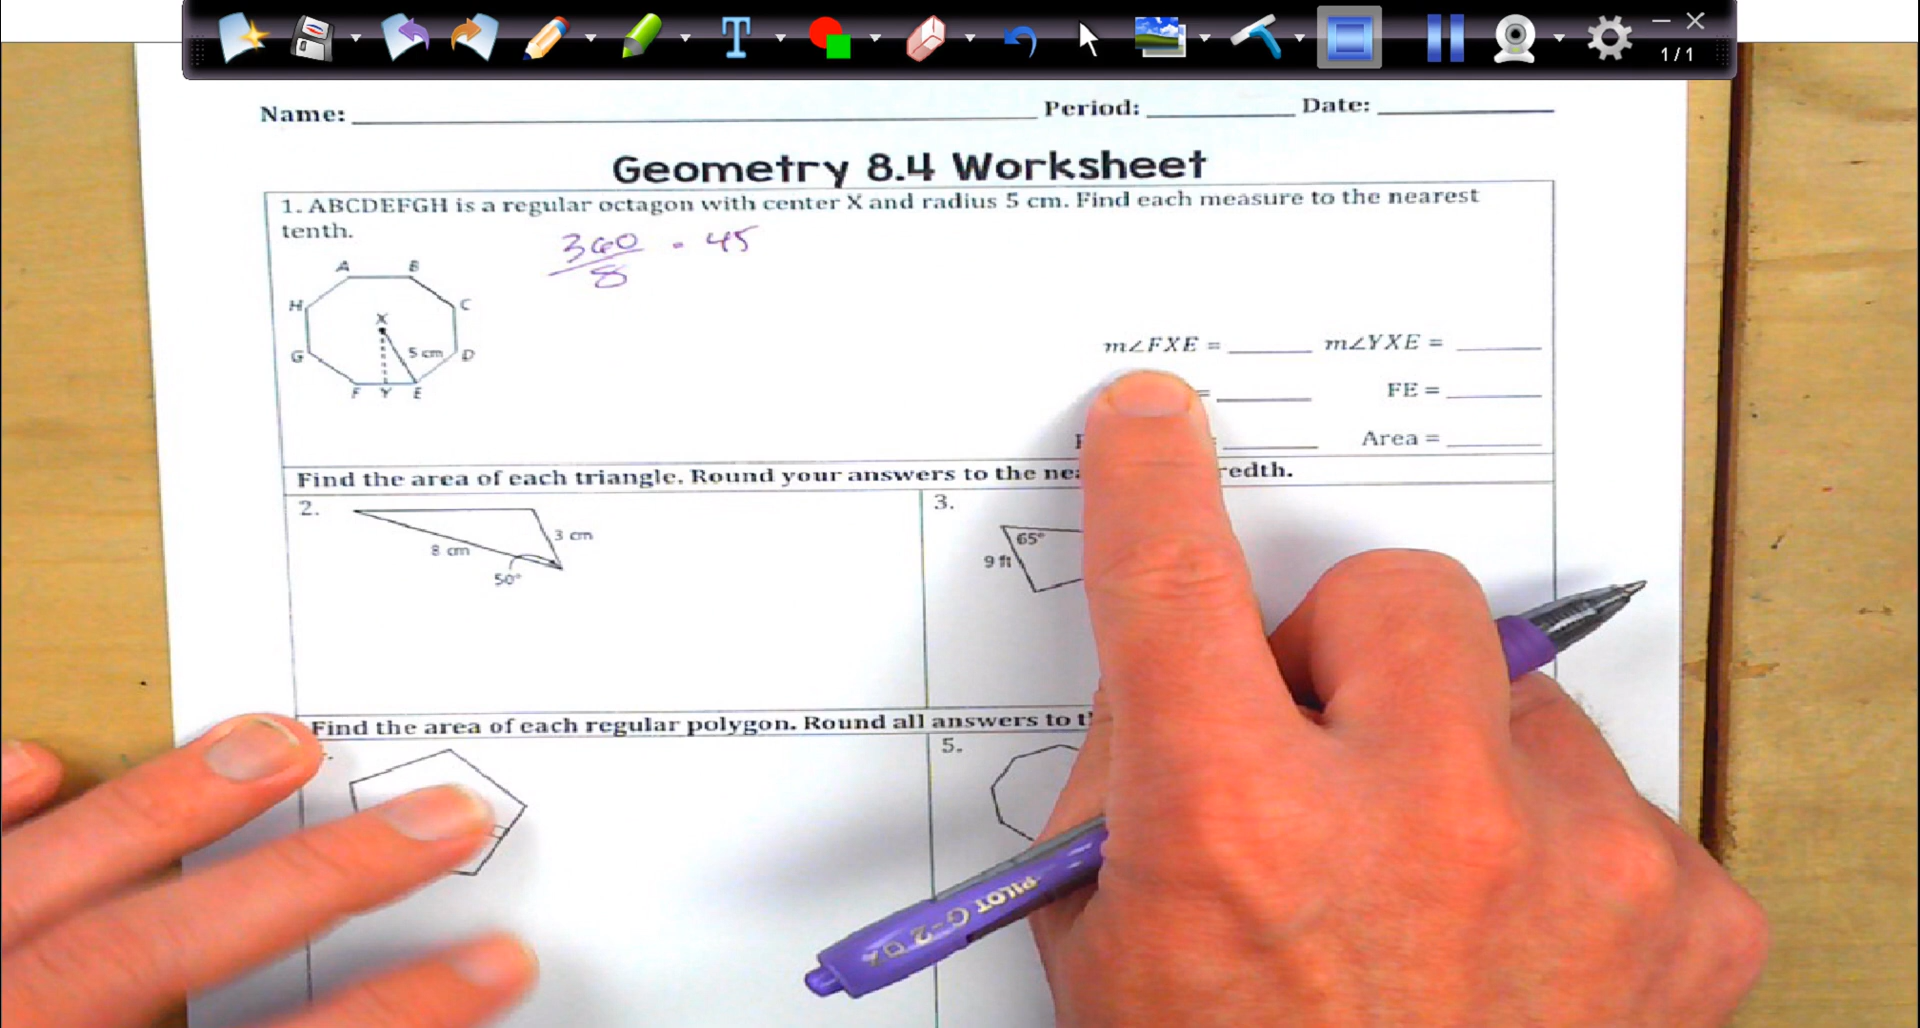 1/1
Name: Period: Date:
Geometry 8.4 Worksheet
1. ABCDEFGH is a regular octagon with center X and radius 5 cm. Find each measure to the nearest
tenth.
360 = 45
8
A B
H C
X
G 5 cm D
F Y E
m∠FXE = m∠YXE =
= FE =
Area =
Find the area of each triangle. Round your answers to the
2. 3.
3 cm
8 cm
50°
65°
9 ft
Find the area of each regular polygon. Round all answers to
5.
PILOT G-2